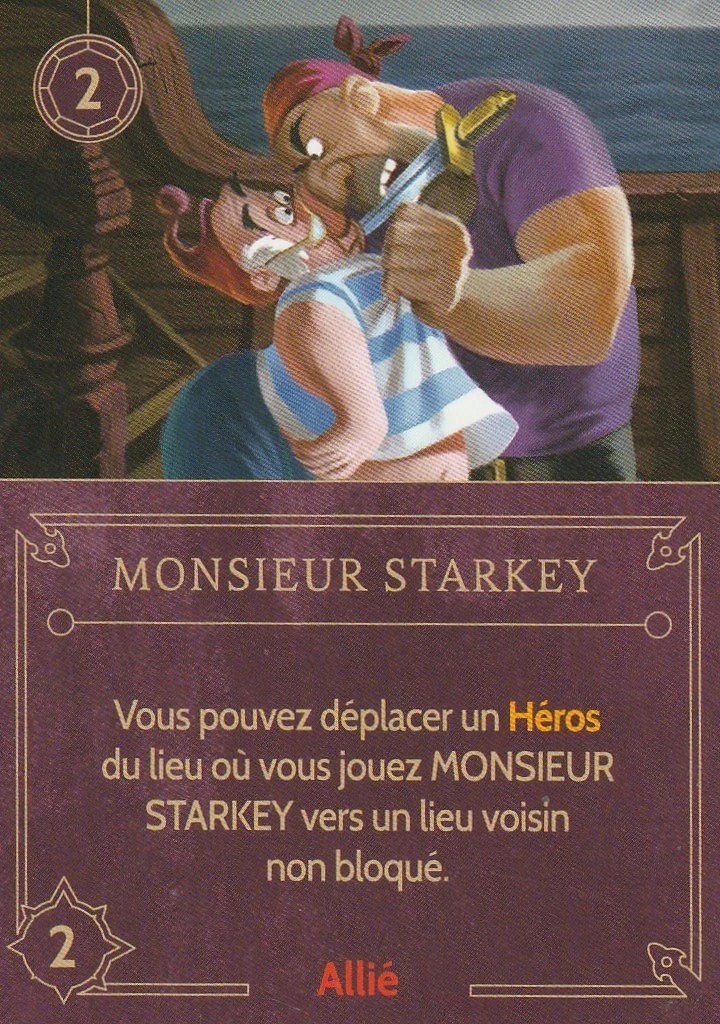 2
MONSIEUR STARKEY
Vous pouvez déplacer un Héros
du lieu où vous jouez MONSIEUR
STARKEY vers un lieu voisin
non bloqué.
2
Allié